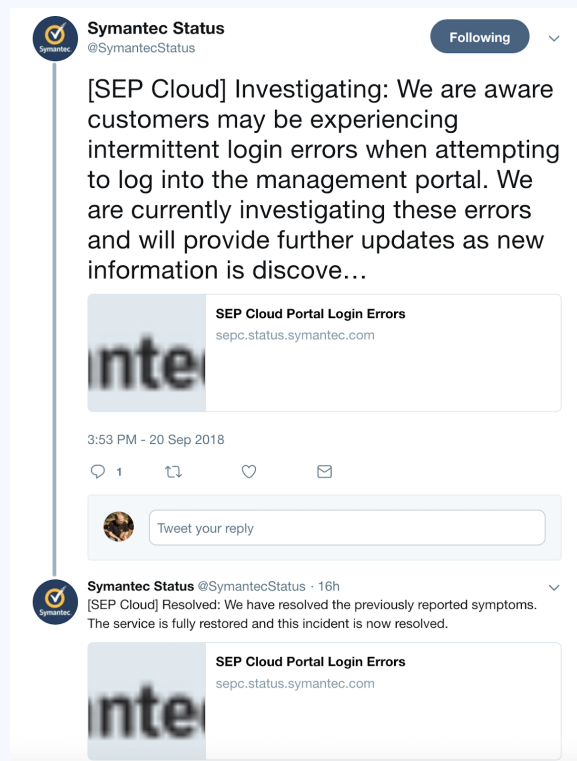 Symantec Status
@SymantecStatus
Following
Symantec.
[SEP Cloud] Investigating: We are aware
customers may be experiencing
intermittent login errors when attempting
to log into the management portal. We
are currently investigating these errors
and will provide further updates as new
information is discove…
SEP Cloud Portal Login Errors
sepc.status.symantec.com
nte
3:53 PM - 20 Sep 2018
1
Tweet your reply
Symantec Status @SymantecStatus · 16h
Symantec.
[SEP Cloud] Resolved: We have resolved the previously reported symptoms.
The service is fully restored and this incident is now resolved.
SEP Cloud Portal Login Errors
sepc.status.symantec.com
nte